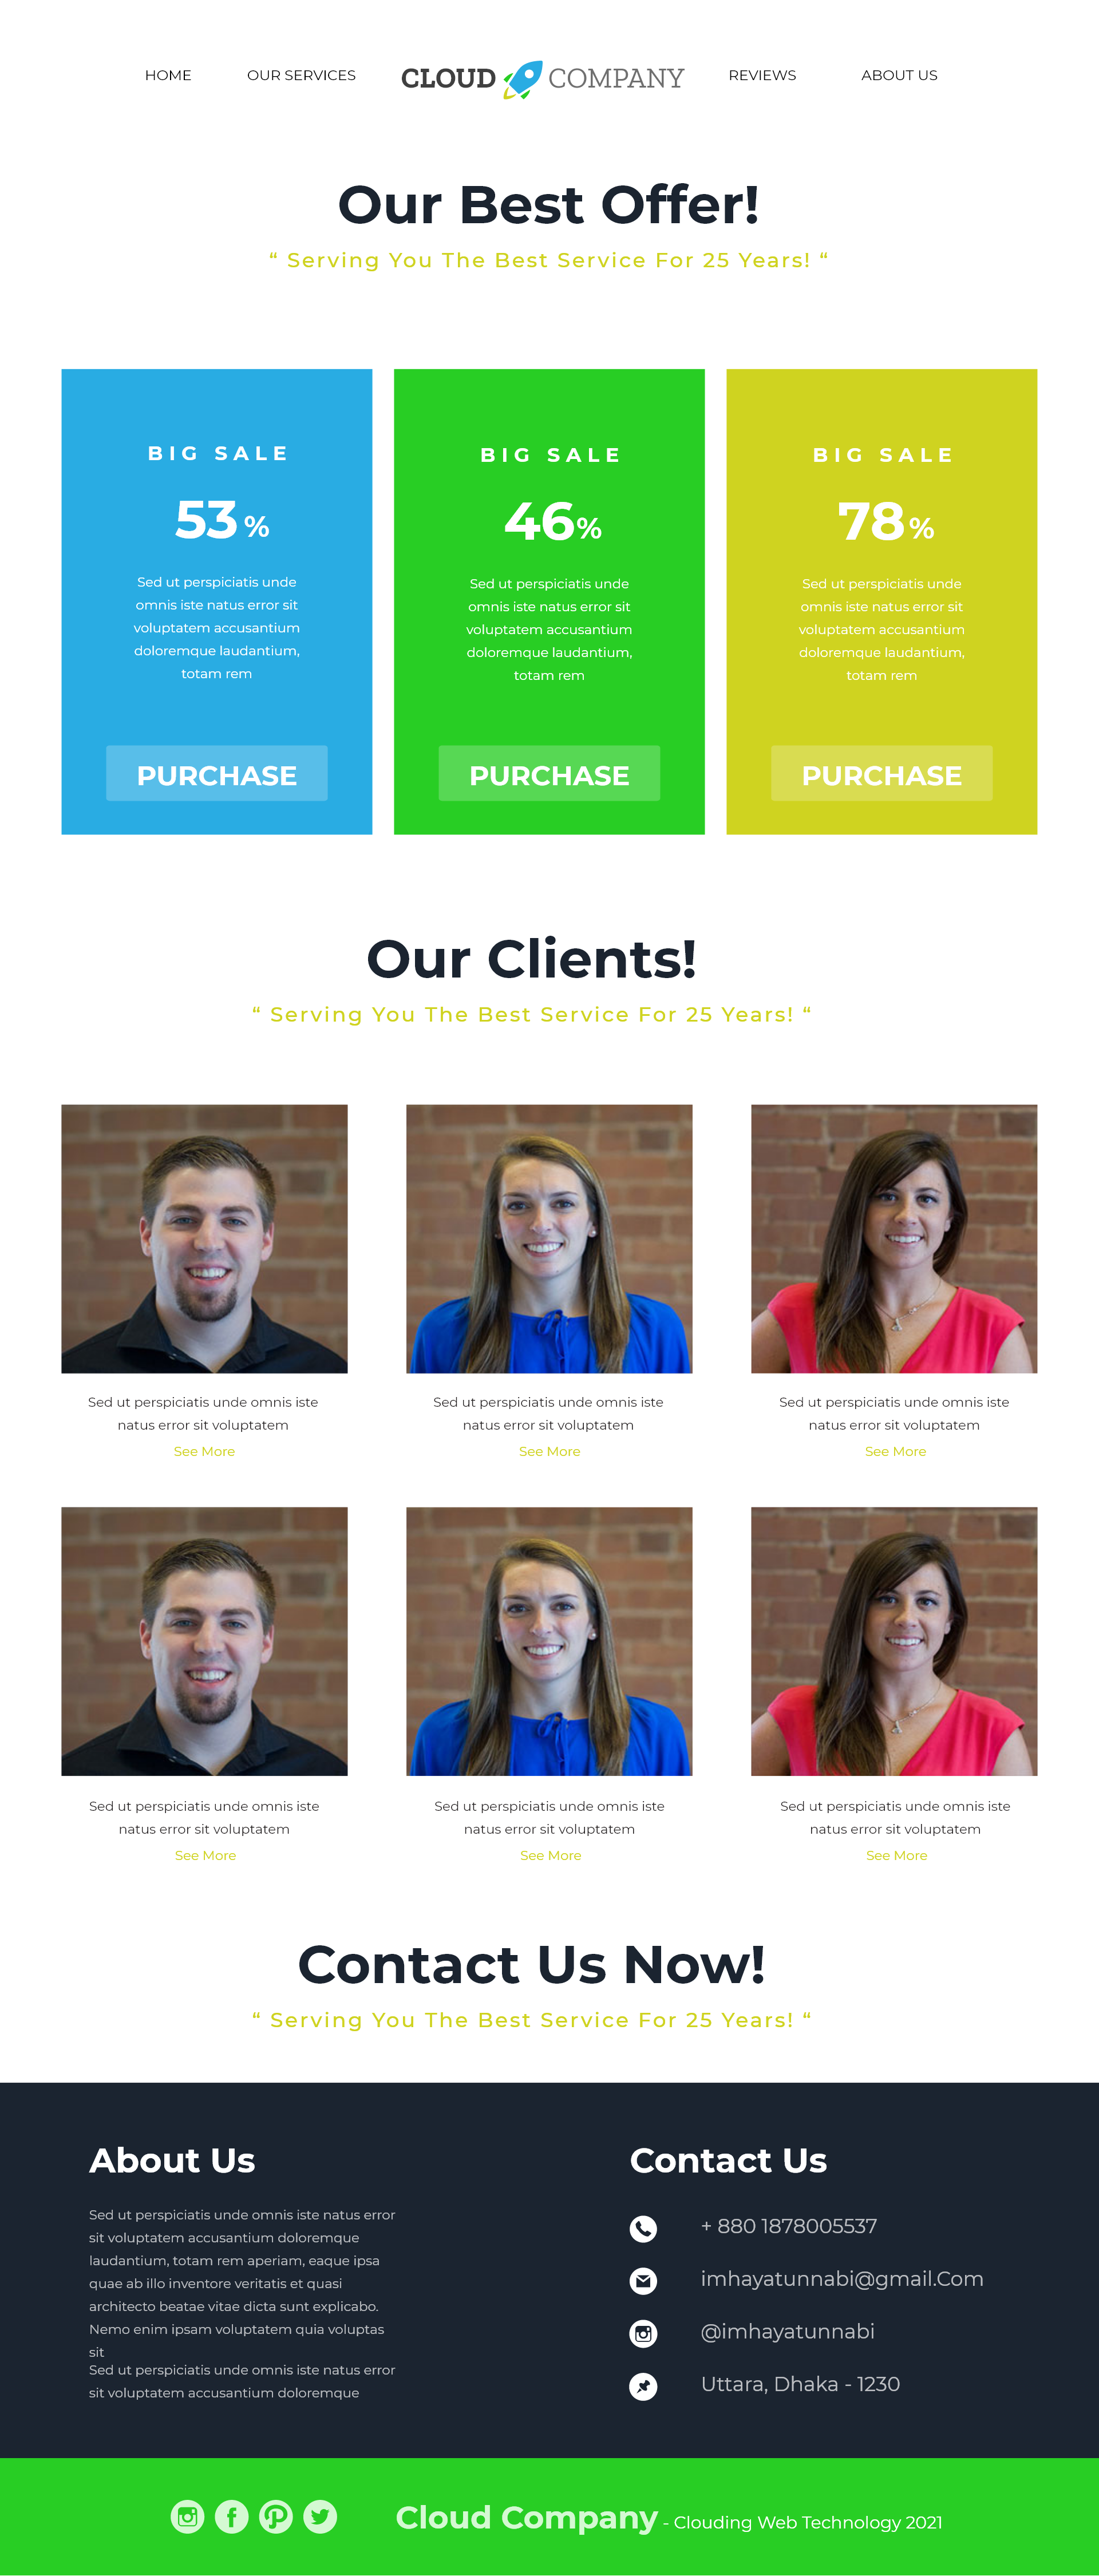 HOME
OUR SERVICES
CLOUD COMPANY
REVIEWS
ABOUT US
Our Best Offer!
“ Serving You The Best Service For 25 Years! “
BIG SALE
53 %
Sed ut perspiciatis unde
omnis iste natus error sit
voluptatem accusantium
doloremque laudantium,
totam rem
PURCHASE
BIG SALE
46%
Sed ut perspiciatis unde
omnis iste natus error sit
voluptatem accusantium
doloremque laudantium,
totam rem
PURCHASE
BIG SALE
78%
Sed ut perspiciatis unde
omnis iste natus error sit
voluptatem accusantium
doloremque laudantium,
totam rem
PURCHASE
Our Clients!
“ Serving You The Best Service For 25 Years! “
Sed ut perspiciatis unde omnis iste
natus error sit voluptatem
See More
Sed ut perspiciatis unde omnis iste
natus error sit voluptatem
See More
Sed ut perspiciatis unde omnis iste
natus error sit voluptatem
See More
Sed ut perspiciatis unde omnis iste
natus error sit voluptatem
See More
Sed ut perspiciatis unde omnis iste
natus error sit voluptatem
See More
Sed ut perspiciatis unde omnis iste
natus error sit voluptatem
See More
Contact Us Now!
“ Serving You The Best Service For 25 Years! “
About Us
Sed ut perspiciatis unde omnis iste natus error
sit voluptatem accusantium doloremque
laudantium, totam rem aperiam, eaque ipsa
quae ab illo inventore veritatis et quasi
architecto beatae vitae dicta sunt explicabo.
Nemo enim ipsam voluptatem quia voluptas
sit
Sed ut perspiciatis unde omnis iste natus error
sit voluptatem accusantium doloremque
Contact Us
+ 880 1878005537
imhayatunnabi@gmail.Com
@imhayatunnabi
Uttara, Dhaka - 1230
Cloud Company - Clouding Web Technology 2021